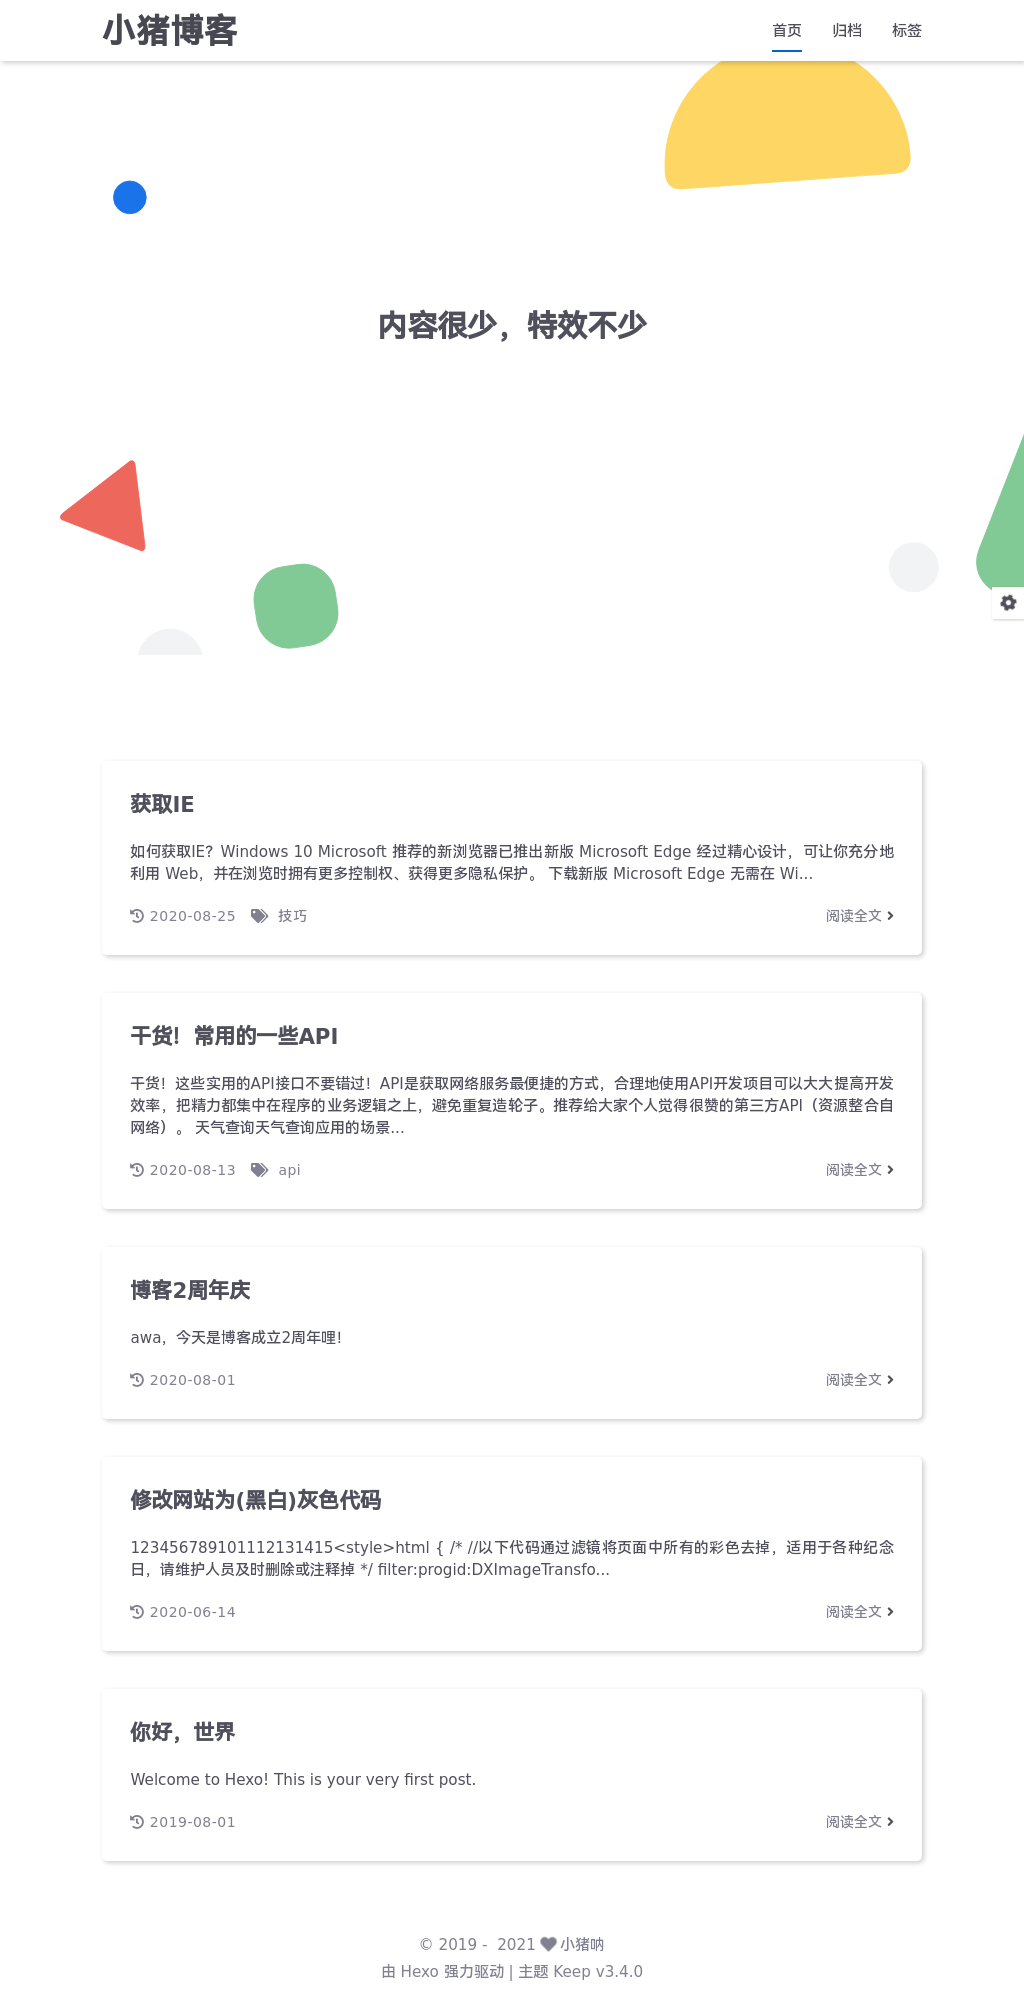 小猪博客
首页 归档 标签
内容很少，特效不少
获取IE
如何获取IE？Windows 10 Microsoft 推荐的新浏览器已推出新版 Microsoft Edge 经过精心设计，可让你充分地
利用 Web，并在浏览时拥有更多控制权、获得更多隐私保护。 下载新版 Microsoft Edge 无需在 Wi...
2020-08-25 技巧 阅读全文
干货！常用的一些API
干货！这些实用的API接口不要错过！API是获取网络服务最便捷的方式，合理地使用API开发项目可以大大提高开发
效率，把精力都集中在程序的业务逻辑之上，避免重复造轮子。推荐给大家个人觉得很赞的第三方API（资源整合自
网络）。 天气查询天气查询应用的场景...
2020-08-13 api 阅读全文
博客2周年庆
awa，今天是博客成立2周年哩！
2020-08-01 阅读全文
修改网站为(黑白)灰色代码
123456789101112131415<style>html { /* //以下代码通过滤镜将页面中所有的彩色去掉，适用于各种纪念
日，请维护人员及时删除或注释掉 */ filter:progid:DXImageTransfo...
2020-06-14 阅读全文
你好，世界
Welcome to Hexo! This is your very first post.
2019-08-01 阅读全文
© 2019 - 2021 小猪呐
由 Hexo 强力驱动 | 主题 Keep v3.4.0